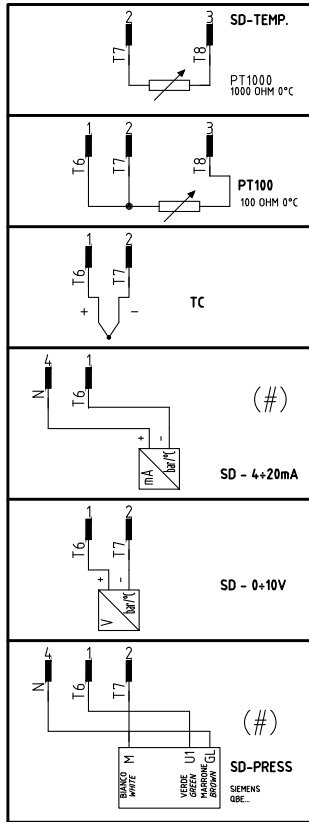 2 3 SD-TEMP.
T7 T8
PT1000
1000 OHM 0°C
1 2 3
T6 T7 T8
PT100
100 OHM 0°C
1 2
T6 T7
TC
+ -
4 1
N T6
(#)
+ -
mA bar/°C
SD - 4÷20mA
1 2
T6 T7
+ -
V bar/°C
SD - 0÷10V
4 1 2
N T6 T7
(#)
M U1 GL
BIANCO
WHITE
VERDE
GREEN
MARRONE
BROWN
SD-PRESS
SIEMENS
QBE...